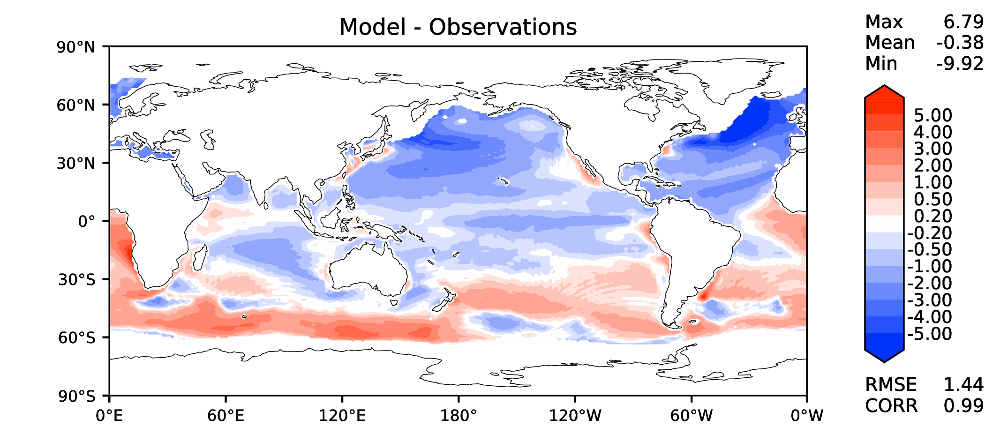 Model - Observations
Max 6.79
Mean -0.38
Min -9.92
90°N
60°N
30°N
0°
30°S
60°S
90°S
0°E 60°E 120°E 180° 120°W 60°W 0°W
5.00
4.00
3.00
2.00
1.00
0.50
0.20
-0.20
-0.50
-1.00
-2.00
-3.00
-4.00
-5.00
RMSE 1.44
CORR 0.99